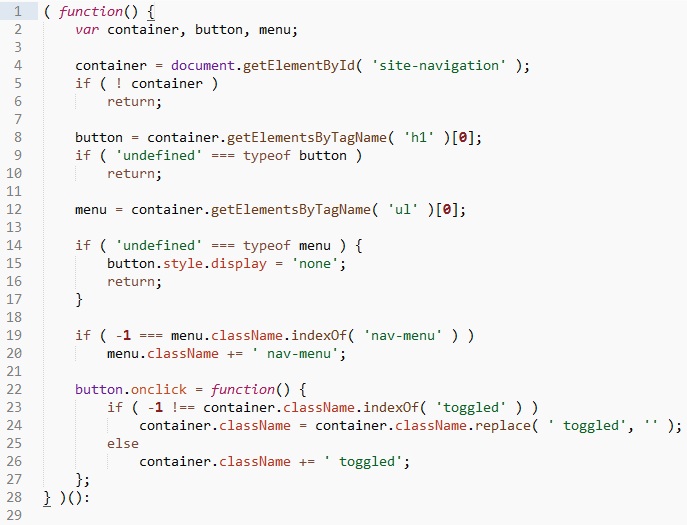 1 ( function() {
2     var container, button, menu;
3
4     container = document.getElementById( 'site-navigation' );
5     if ( ! container )
6         return;
7
8     button = container.getElementsByTagName( 'h1' )[0];
9     if ( 'undefined' === typeof button )
10         return;
11
12     menu = container.getElementsByTagName( 'ul' )[0];
13
14     if ( 'undefined' === typeof menu ) {
15         button.style.display = 'none';
16         return;
17     }
18
19     if ( -1 === menu.className.indexOf( 'nav-menu' ) )
20         menu.className += ' nav-menu';
21
22     button.onclick = function() {
23         if ( -1 !== container.className.indexOf( 'toggled' ) )
24             container.className = container.className.replace( ' toggled', '' );
25         else
26             container.className += ' toggled';
27     };
28 } )():
29